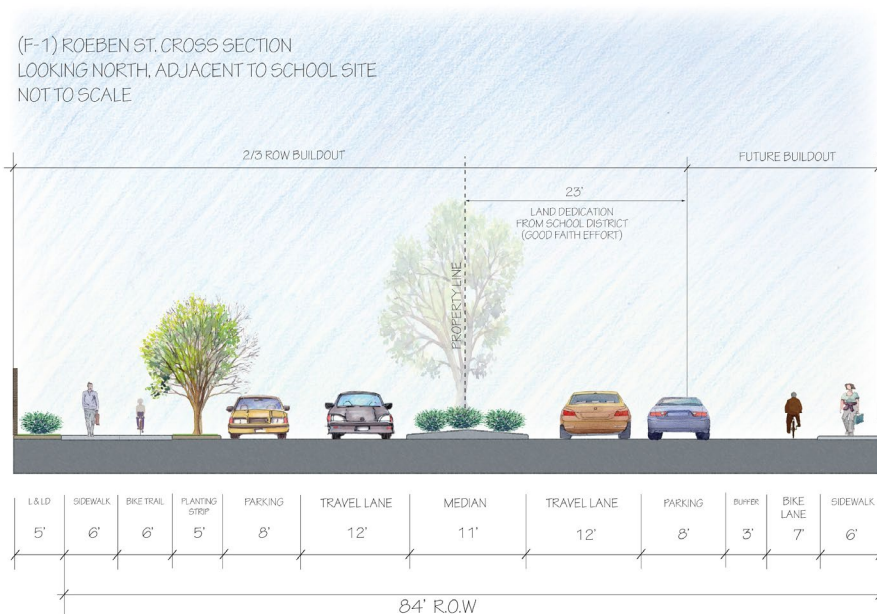 (F-1) ROEBEN ST. CROSS SECTION
LOOKING NORTH, ADJACENT TO SCHOOL SITE
NOT TO SCALE
2/3 ROW BUILDOUT
FUTURE BUILDOUT
23'
LAND DEDICATION
FROM SCHOOL DISTRICT
(GOOD FAITH EFFORT)
PROPERTY LINE
L & LD
5'
SIDEWALK
6'
BIKE TRAIL
6'
PLANTING
STRIP
5'
PARKING
8'
TRAVEL LANE
12'
MEDIAN
11'
TRAVEL LANE
12'
PARKING
8'
BUFFER
3'
BIKE
LANE
7'
SIDEWALK
6'
84' R.O.W